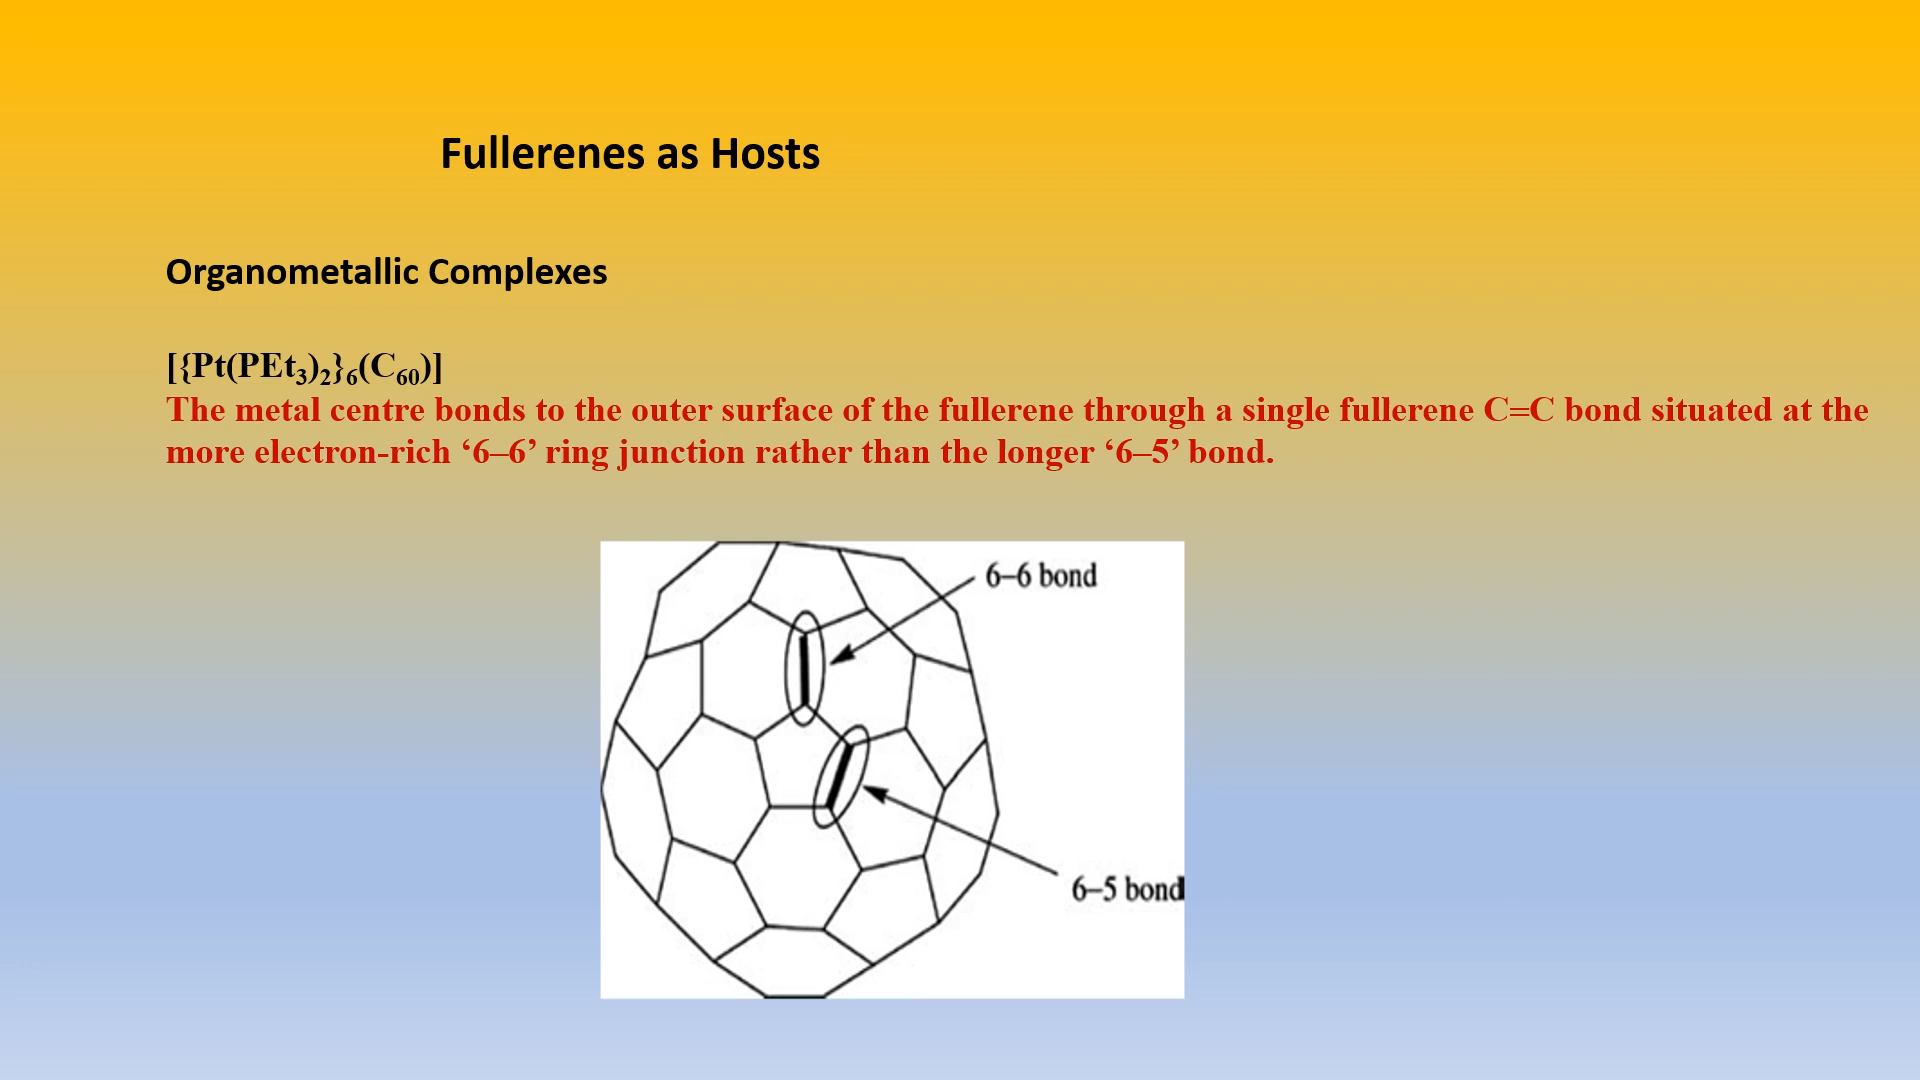 Fullerenes as Hosts
Organometallic Complexes
[{Pt(PEt₃)₂}₆(C₆₀)]
The metal centre bonds to the outer surface of the fullerene through a single fullerene C=C bond situated at the
more electron-rich ‘6–6’ ring junction rather than the longer ‘6–5’ bond.
6–6 bond
6–5 bond